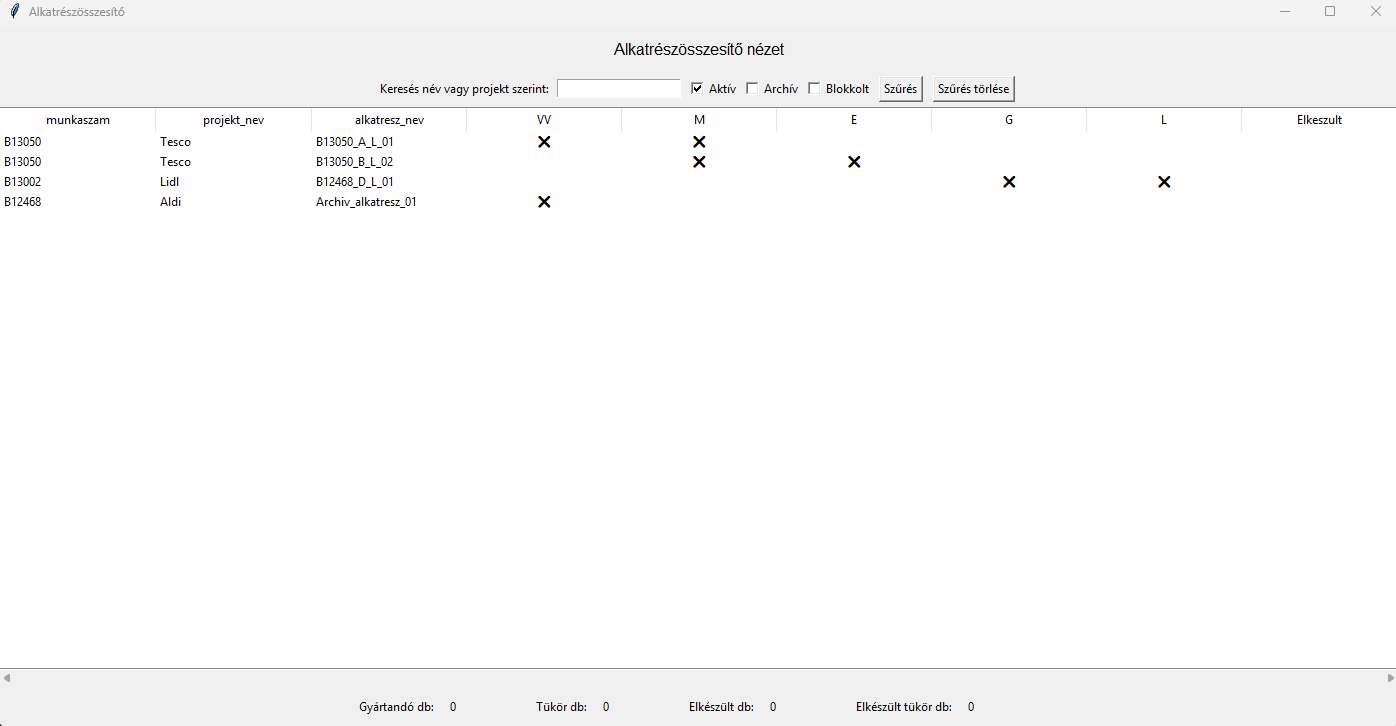 Alkatrészösszesítő
Alkatrészösszesítő nézet
Keresés név vagy projekt szerint: Aktív Archív Blokkolt Szűrés Szűrés törlése
munkaszam projekt_nev alkatresz_nev VV M E G L Elkeszult
B13050 Tesco B13050_A_L_01 ✕ ✕
B13050 Tesco B13050_B_L_02 ✕ ✕
B13002 Lidl B12468_D_L_01 ✕ ✕
B12468 Aldi Archiv_alkatresz_01 ✕
Gyártandó db: 0 Tükör db: 0 Elkészült db: 0 Elkészült tükör db: 0